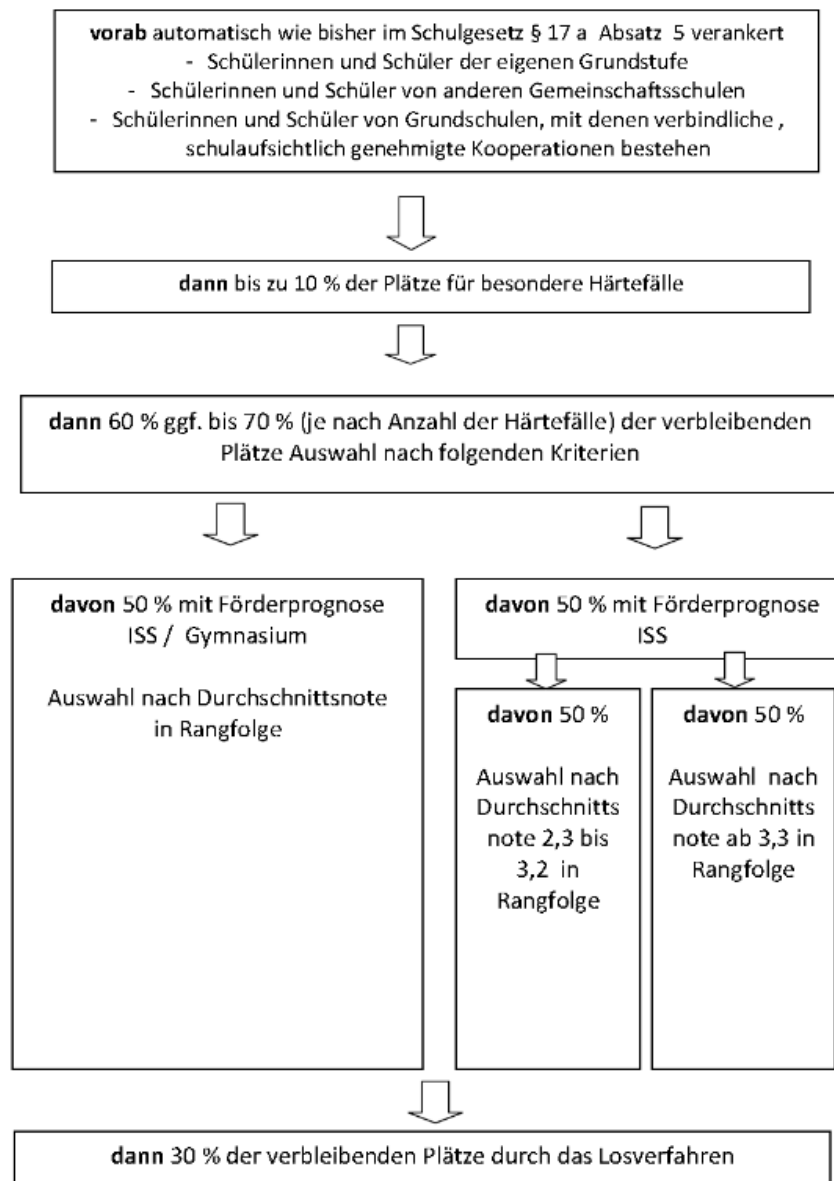 vorab automatisch wie bisher im Schulgesetz § 17 a Absatz 5 verankert
- Schülerinnen und Schüler der eigenen Grundstufe
- Schülerinnen und Schüler von anderen Gemeinschaftsschulen
- Schülerinnen und Schüler von Grundschulen, mit denen verbindliche ,
schulaufsichtlich genehmigte Kooperationen bestehen
dann bis zu 10 % der Plätze für besondere Härtefälle
dann 60 % ggf. bis 70 % (je nach Anzahl der Härtefälle) der verbleibenden
Plätze Auswahl nach folgenden Kriterien
davon 50 % mit Förderprognose
ISS / Gymnasium
Auswahl nach Durchschnittsnote
in Rangfolge
davon 50 % mit Förderprognose
ISS
davon 50 %
Auswahl nach
Durchschnitts
note 2,3 bis
3,2 in
Rangfolge
davon 50 %
Auswahl nach
Durchschnitts
note ab 3,3 in
Rangfolge
dann 30 % der verbleibenden Plätze durch das Losverfahren